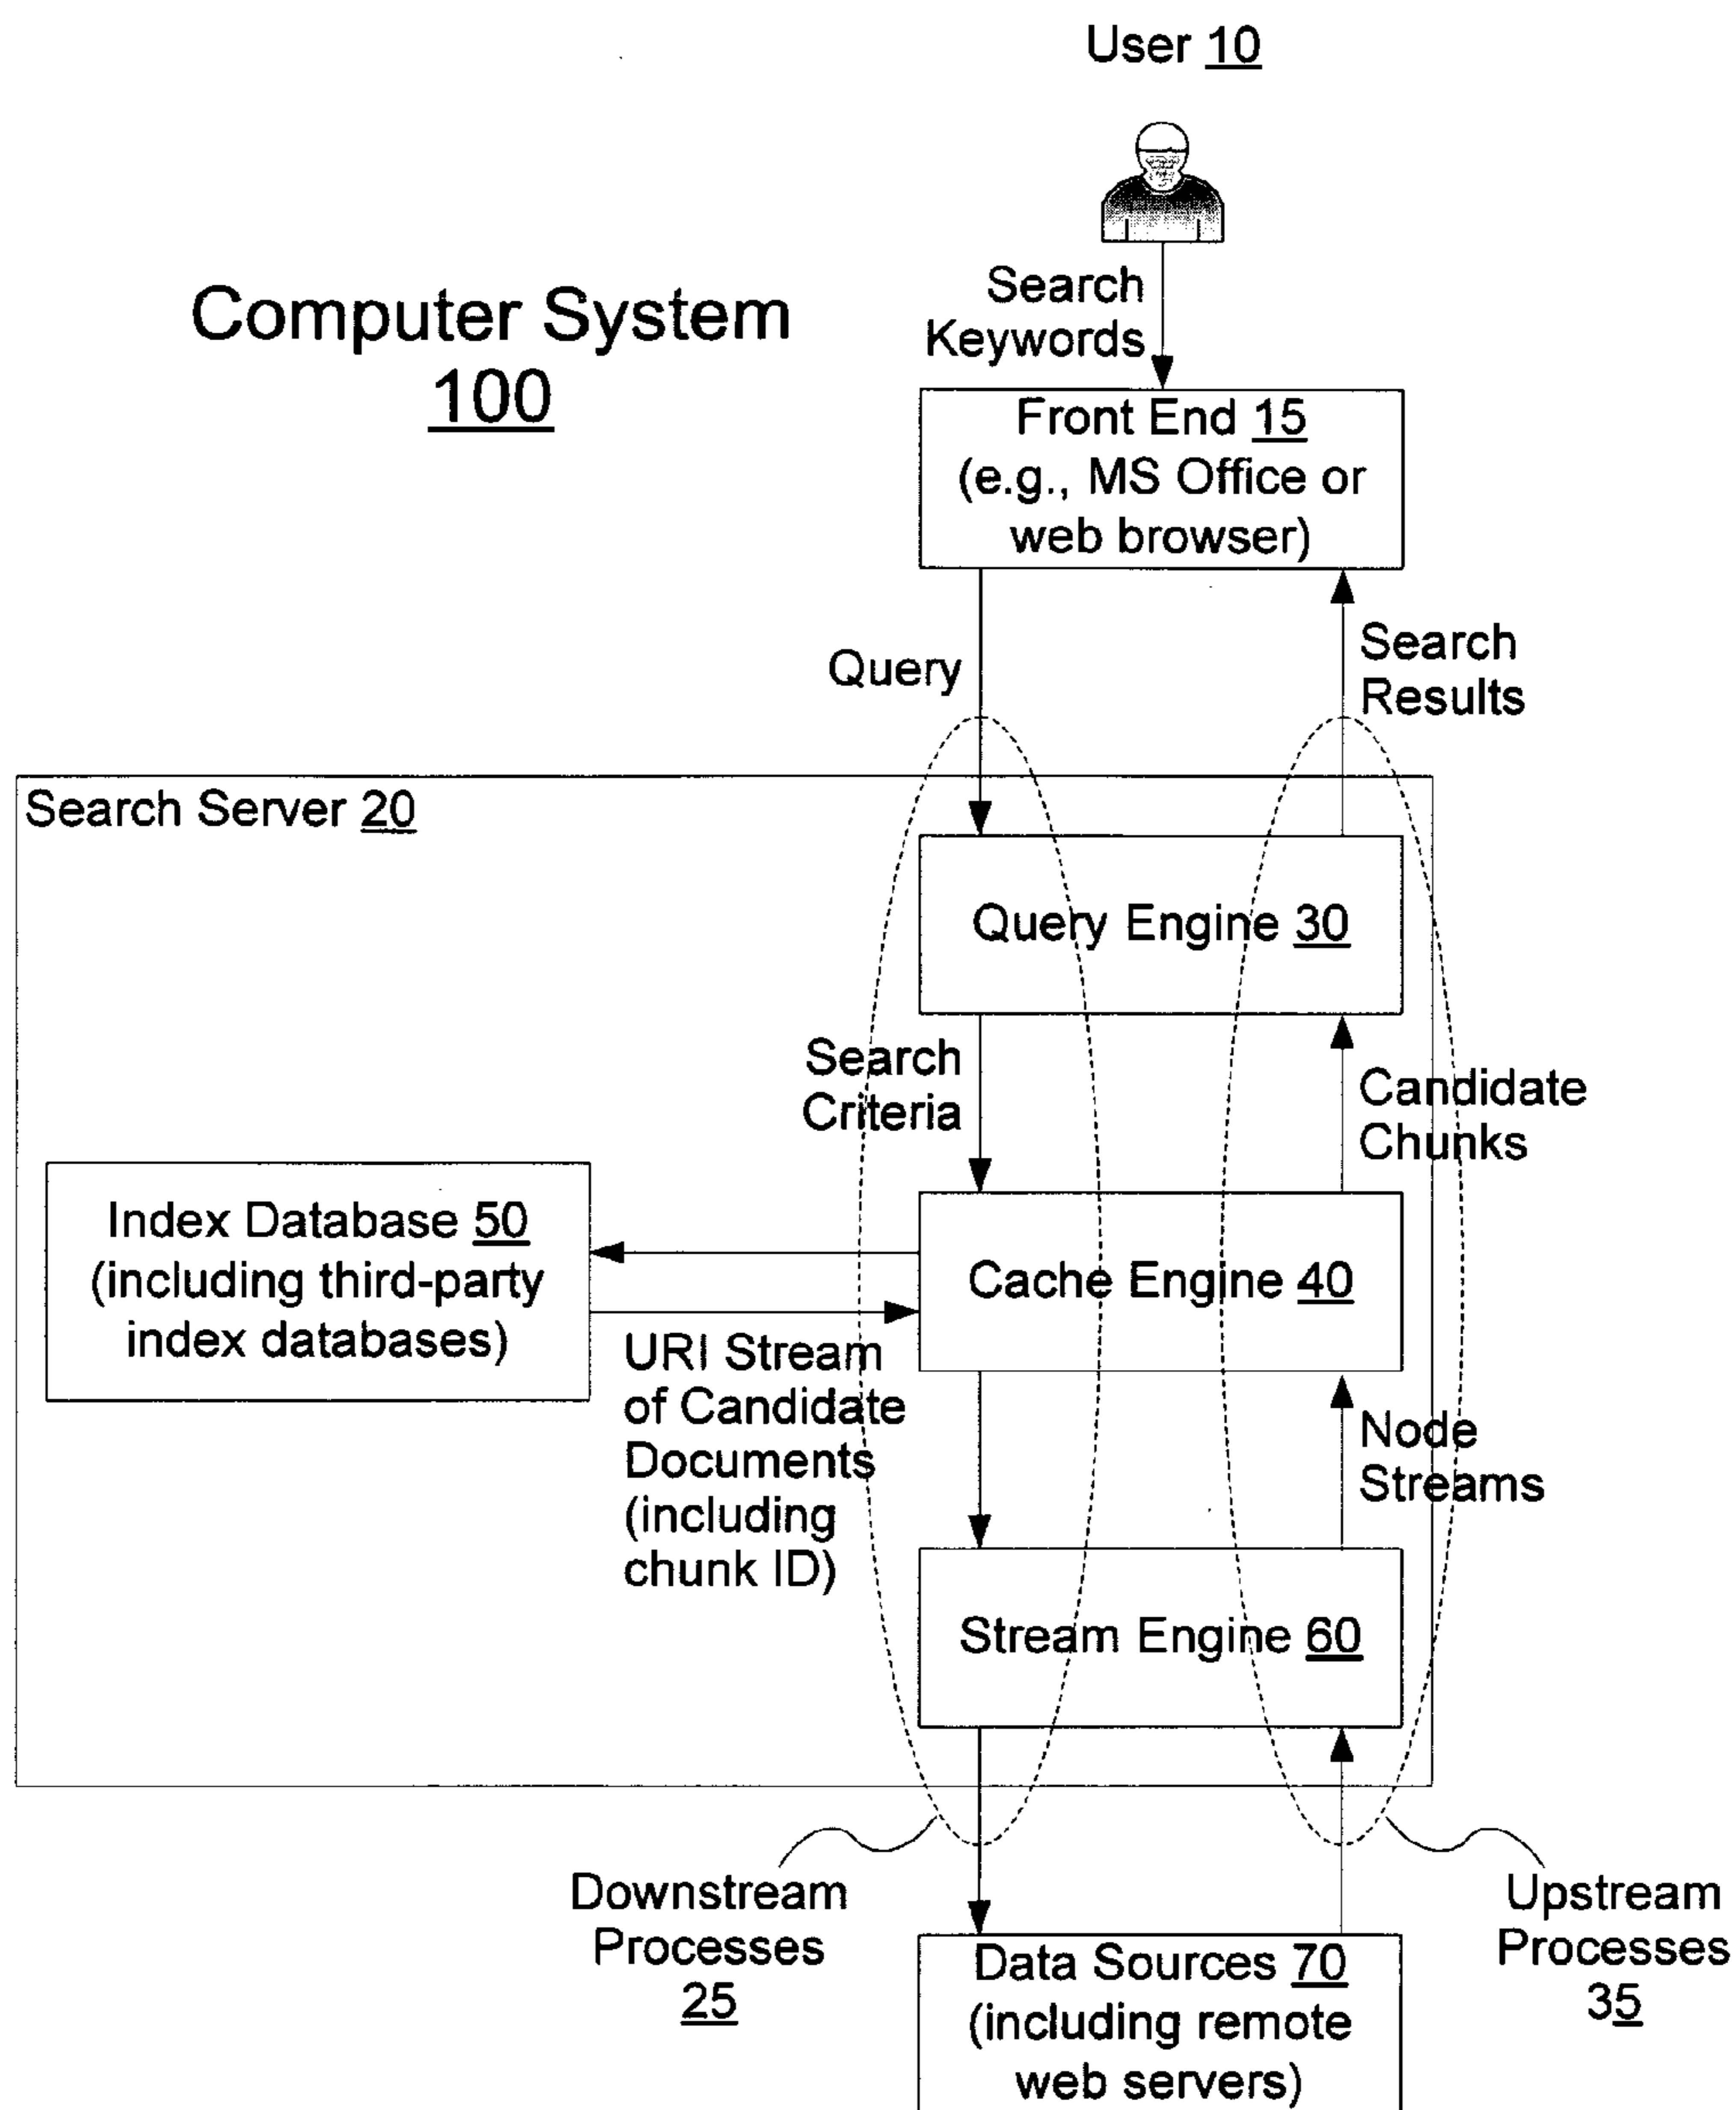 User 10
Computer System
100
Search
Keywords
Front End 15
(e.g., MS Office or
web browser)
Query
Search
Results
Search Server 20
Query Engine 30
Search
Criteria
Candidate
Chunks
Index Database 50
(including third-party
index databases)
Cache Engine 40
URI Stream
of Candidate
Documents
(including
chunk ID)
Node
Streams
Stream Engine 60
Downstream
Processes
25
Upstream
Processes
35
Data Sources 70
(including remote
web servers)